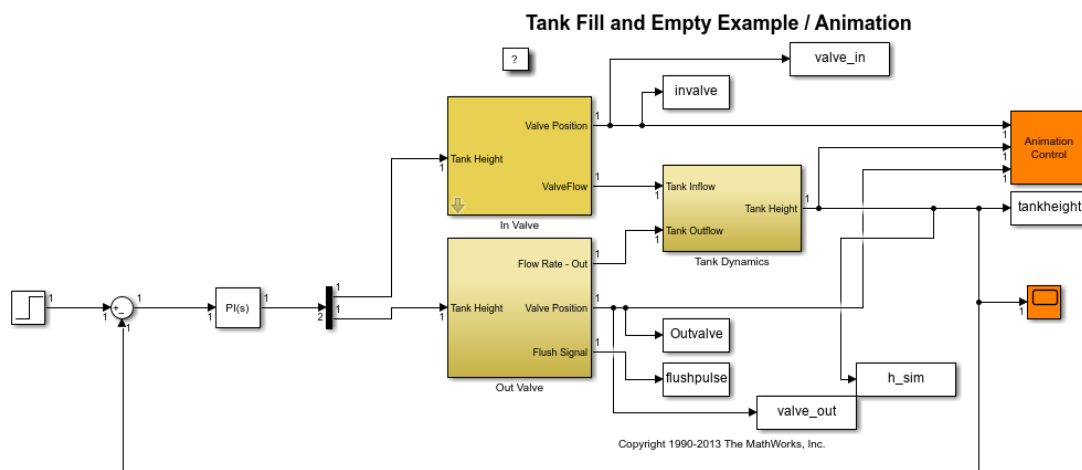 Tank Fill and Empty Example / Animation
?
valve_in
invalve
Valve Position
1
1
Tank Height
1
ValveFlow
1
In Valve
Animation
Control
1
1
1
Tank Inflow
1
Tank Height
1
Tank Outflow
1
Tank Dynamics
tankheight
Flow Rate - Out
1
1
1
+
_
1
1
1
PI(s)
1
1
1
2
Tank Height
1
Valve Position
1
Flush Signal
1
Out Valve
Outvalve
flushpulse
1
h_sim
valve_out
Copyright 1990-2013 The MathWorks, Inc.